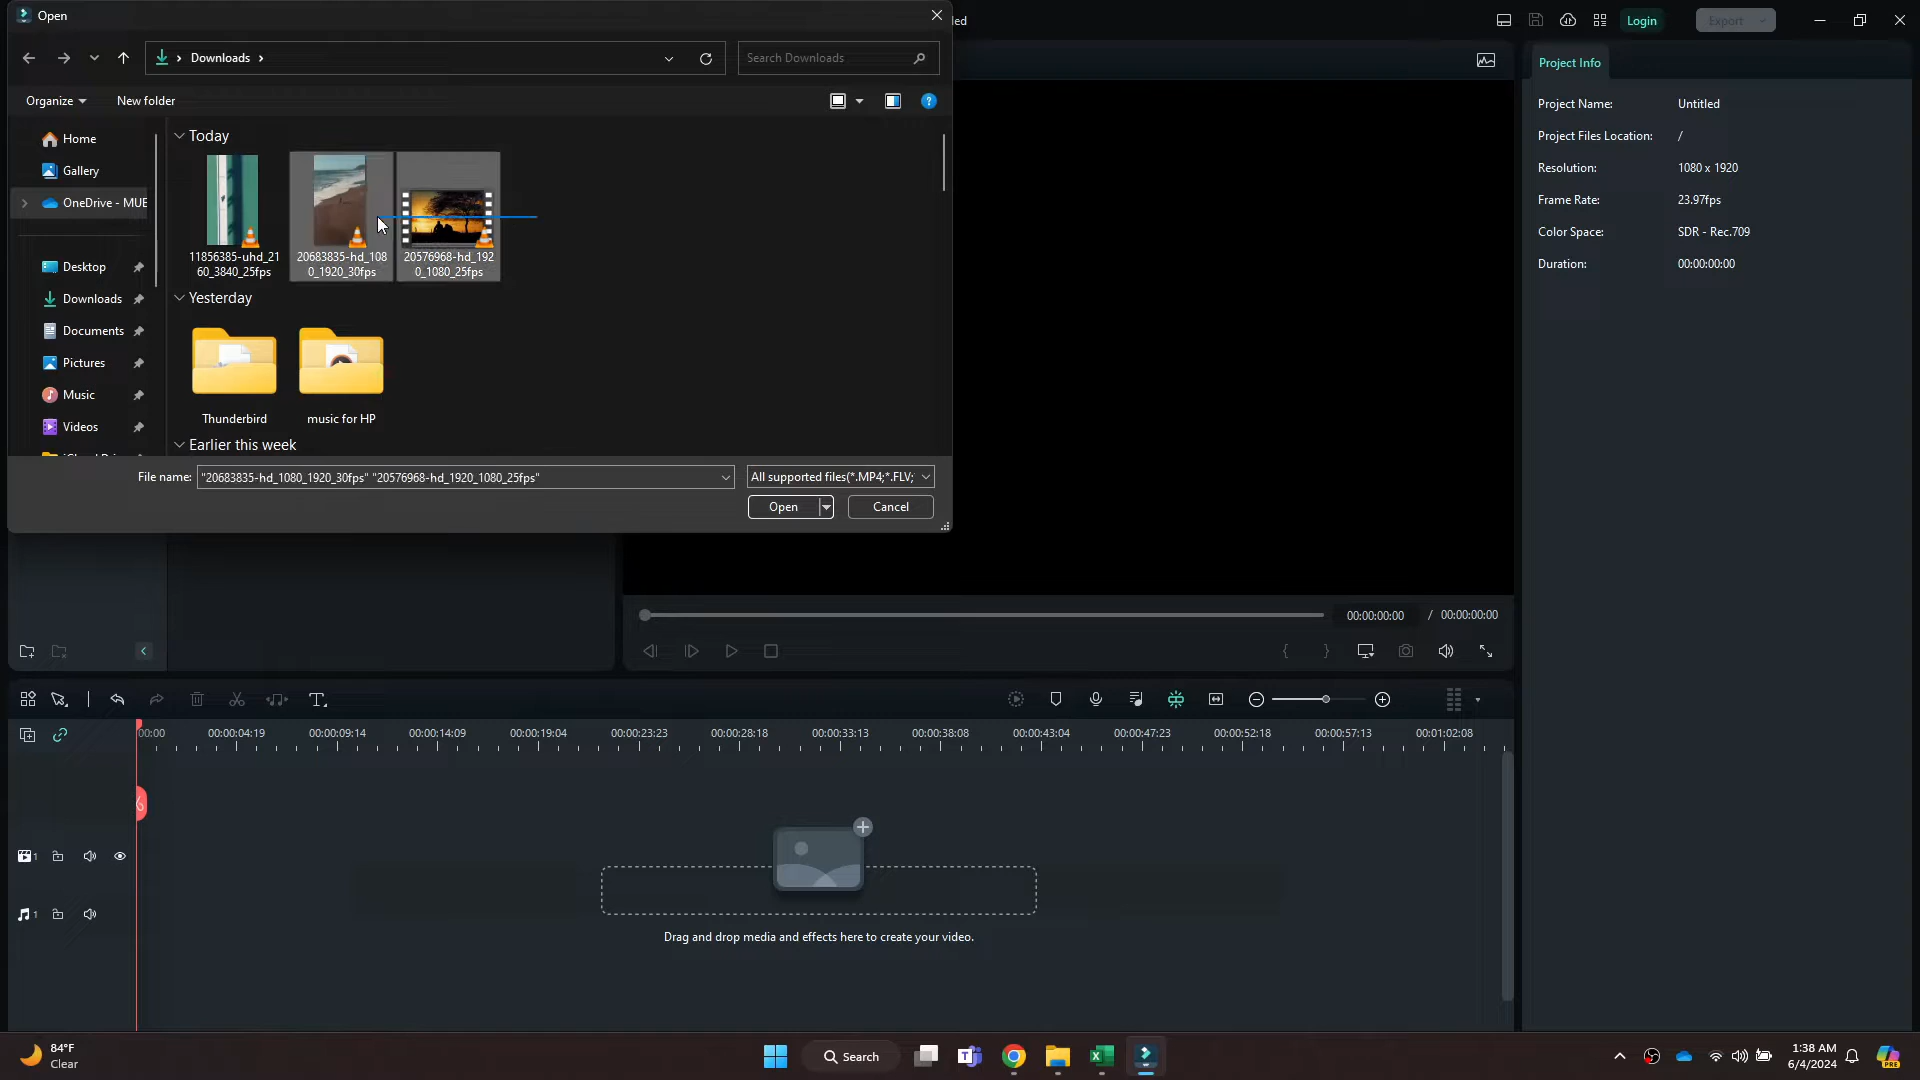 Open
led
Login
Export
Downloads
Search Downloads
Organize
New folder
Home
Gallery
OneDrive - MUE
Desktop
Downloads
Documents
Pictures
Music
Videos
Today
11856385-uhd_21
60_3840_25fps
20683835-hd_108
0_1920_30fps
20576968-hd_192
0_1080_25fps
Yesterday
Thunderbird
music for HP
Earlier this week
File name:
"20683835-hd_1080_1920_30fps" "20576968-hd_1920_1080_25fps"
All supported files(*.MP4;*.FLV;
Open
Cancel
Project Info
Project Name:
Untitled
Project Files Location:
/
Resolution:
1080 x 1920
Frame Rate:
23.97fps
Color Space:
SDR - Rec.709
Duration:
00:00:00:00
00:00:00:00
/ 00:00:00:00
00:00
00:00:04:19
00:00:09:14
00:00:14:09
00:00:19:04
00:00:23:23
00:00:28:18
00:00:33:13
00:00:38:08
00:00:43:04
00:00:47:23
00:00:52:18
00:00:57:13
00:01:02:08
1
1
Drag and drop media and effects here to create your video.
84°F
Clear
Search
1:38 AM
6/4/2024
PRE